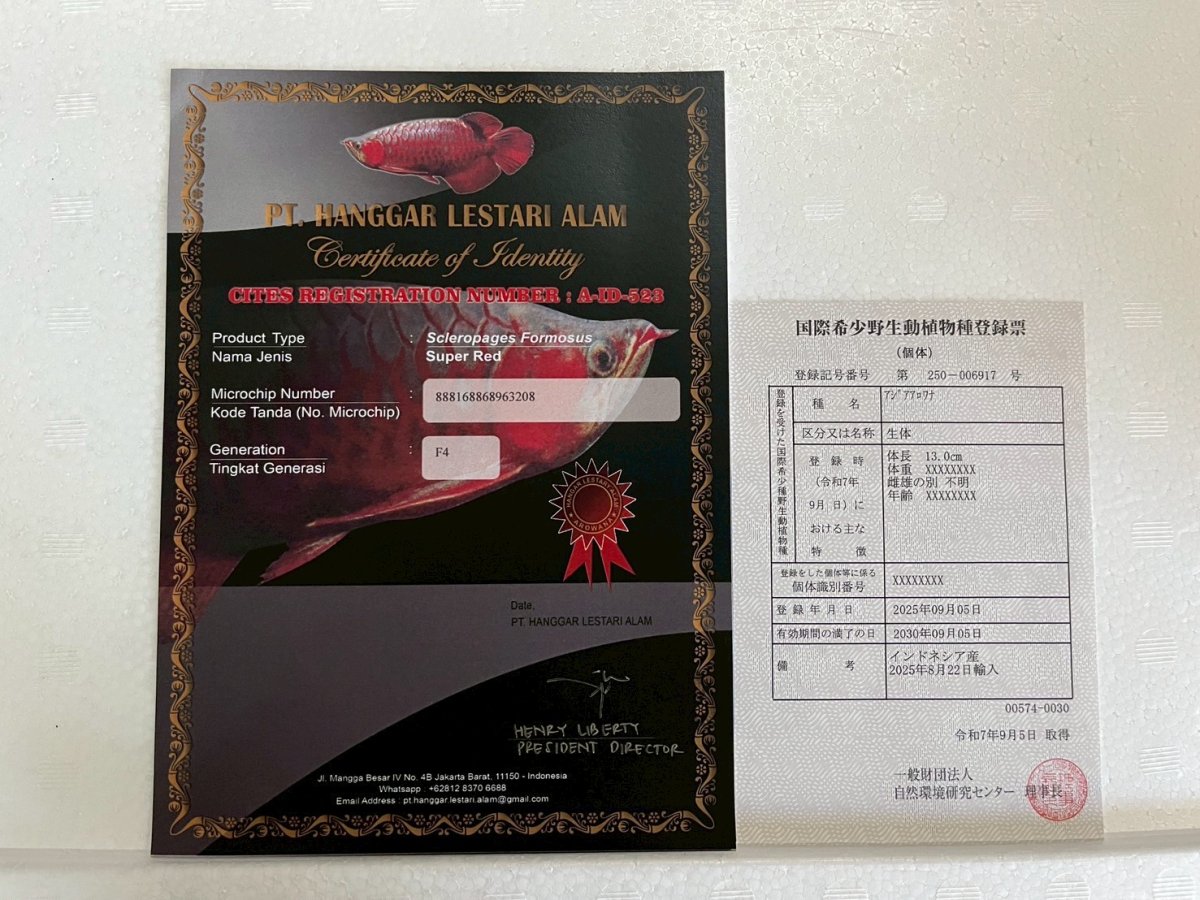 PT. HANGGAR LESTARI ALAM
Certificate of Identity
CITES REGISTRATION NUMBER : A-ID-523
Product Type : Scleropages Formosus
Nama Jenis Super Red
Microchip Number :
Kode Tanda (No. Microchip) 888168868963208
Generation : F4
Tingkat Generasi
HANGGAR LESTARI ALAM
AROWANA
Date,
PT. HANGGAR LESTARI ALAM
HENRY LIBERTY
PRESIDENT DIRECTOR
Jl. Mangga Besar IV No. 4B Jakarta Barat, 11150 - Indonesia
Whatsapp : +62812 8370 6688
Email Address : pt.hanggar.lestari.alam@gmail.com
国際希少野生動植物種登録票
(個体)
登録記号番号 第 250-006917 号
登録を受けた国際希少種野生動植物種
種名 アジアアロワナ
区分又は名称 生体
登録時
(令和7年
9月 日)に
おける主な
特徴
体長 13.0cm
体重 XXXXXXXX
雌雄の別 不明
年齢 XXXXXXXX
登録をした個体等に係る
個体識別番号 XXXXXXXX
登録年月日 2025年09月05日
有効期間の満了の日 2030年09月05日
備考 インドネシア産
2025年8月22日輸入
00574-0030
令和7年9月5日 取得
一般財団法人
自然環境研究センター 理事長